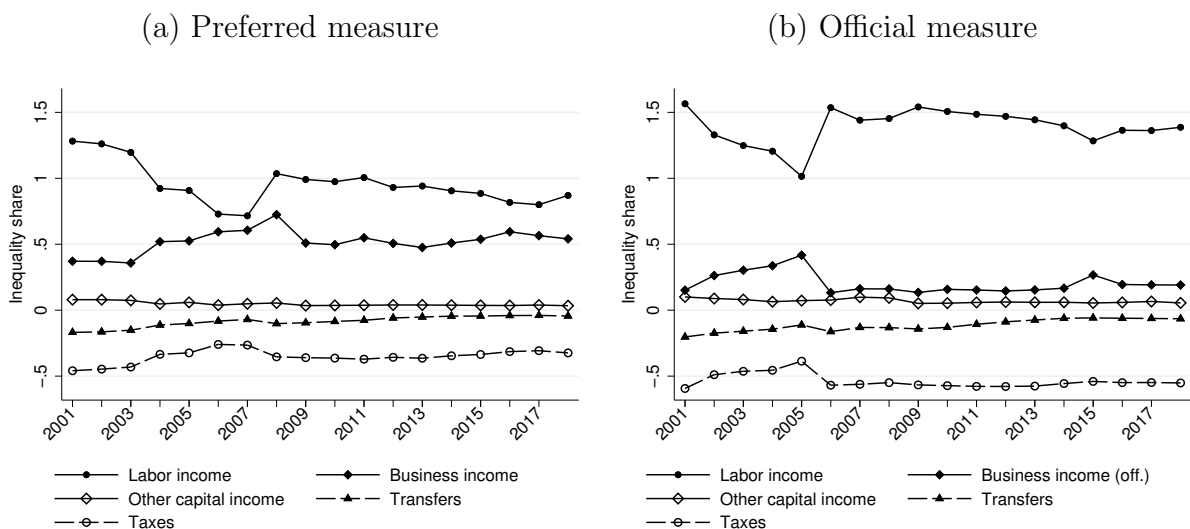 (a) Preferred measure
Inequality share
1.5
1
.5
0
-.5
2001 2003 2005 2007 2009 2011 2013 2015 2017
Labor income Business income
Other capital income Transfers
Taxes
(b) Official measure
Inequality share
1.5
1
.5
0
-.5
2001 2003 2005 2007 2009 2011 2013 2015 2017
Labor income Business income (off.)
Other capital income Transfers
Taxes